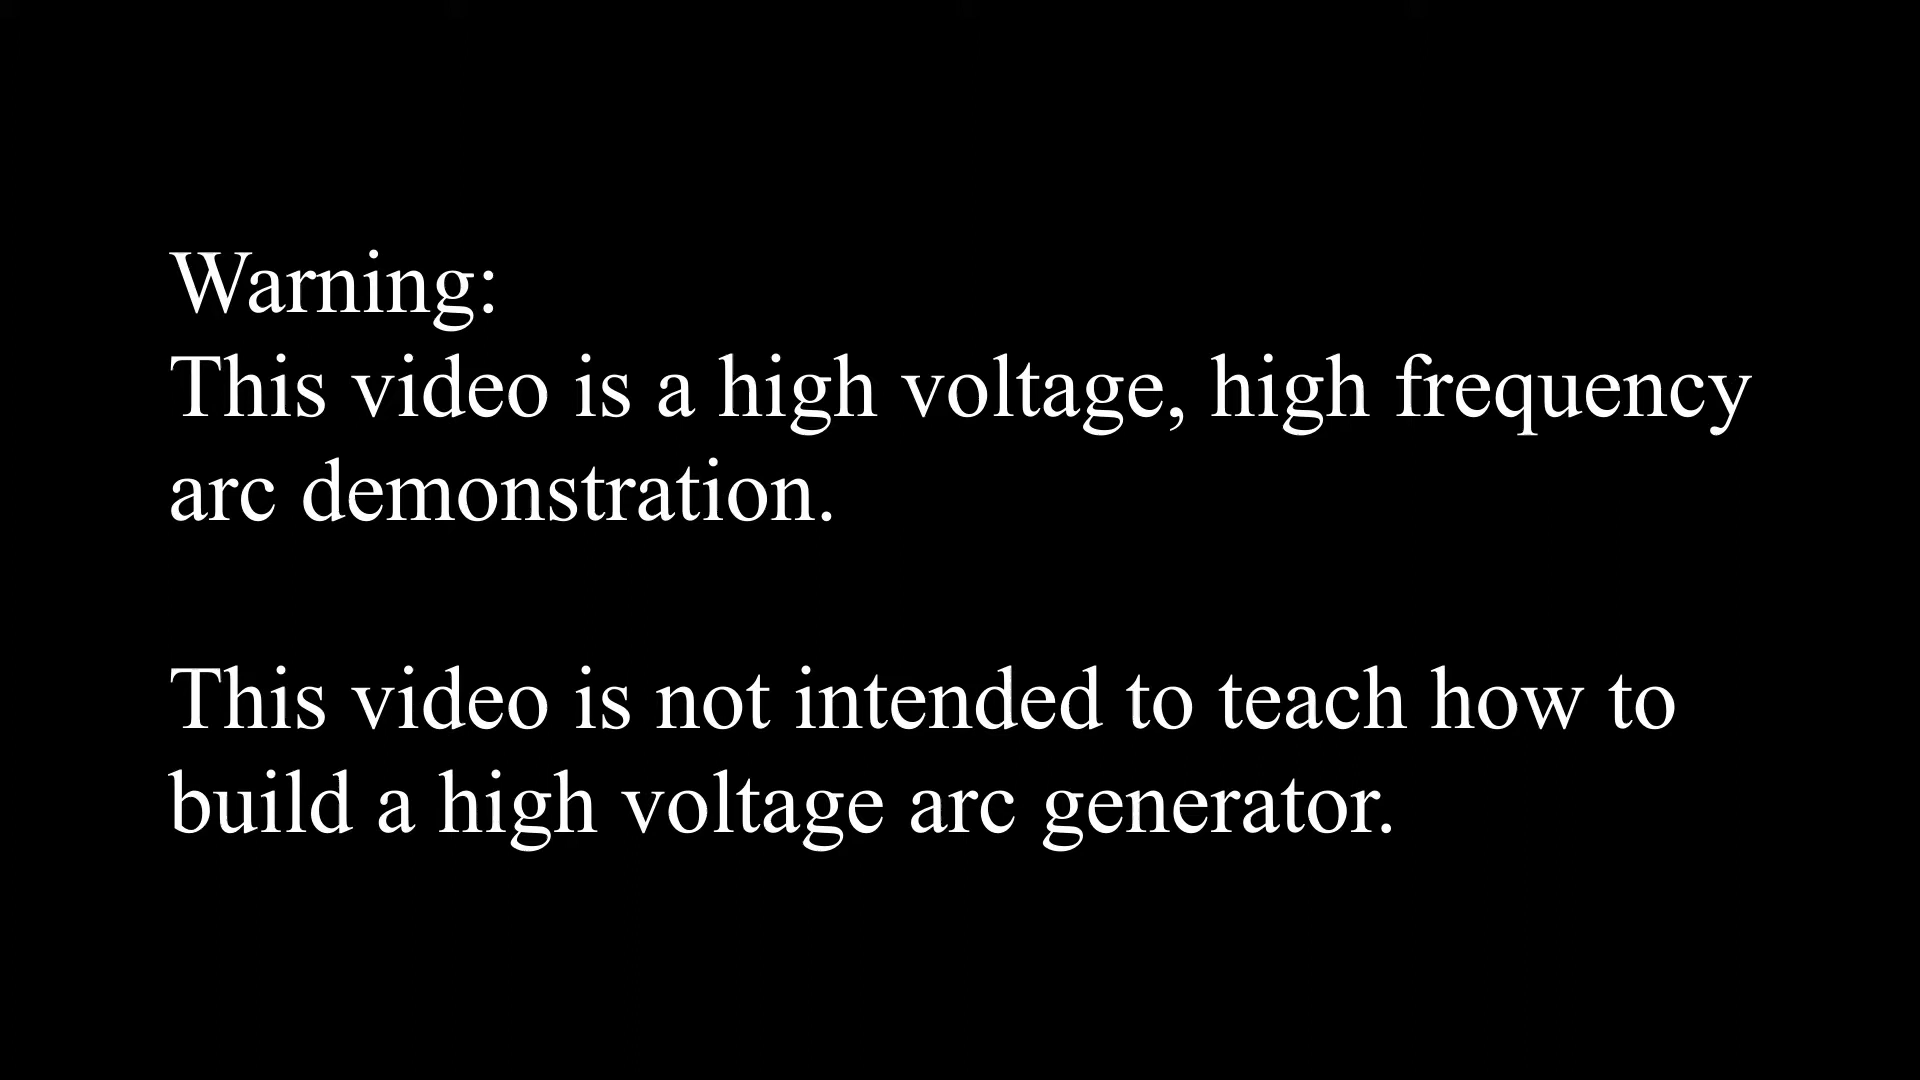 Warning:
This video is a high voltage, high frequency
arc demonstration.
This video is not intended to teach how to
build a high voltage arc generator.